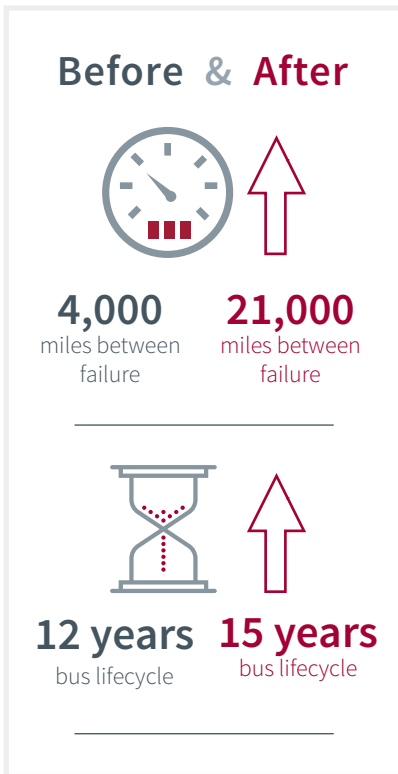 Before & After
4,000
miles between
failure
21,000
miles between
failure
12 years
bus lifecycle
15 years
bus lifecycle